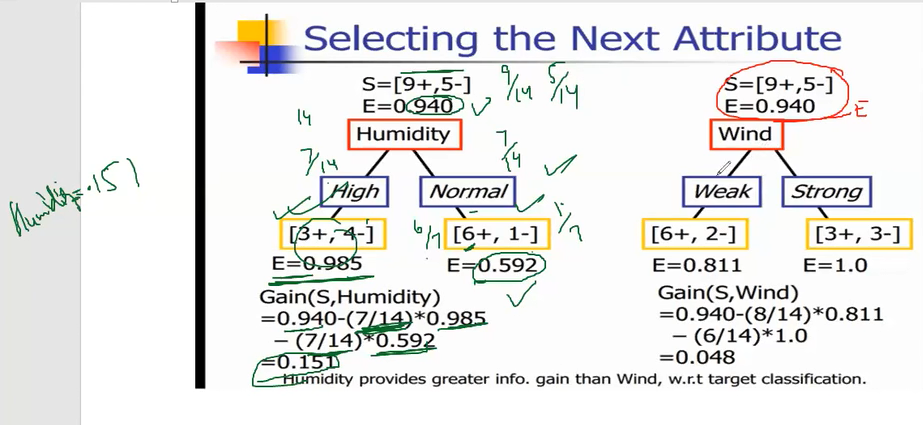 Selecting the Next Attribute
S=[9+,5-]
E=0.940
9/14 5/14
14
Humidity
7/14
7/14
High
Normal
[3+, 4-]
6/7
[6+, 1-]
1/7
E=0.985
E=0.592
Gain(S,Humidity)
=0.940-(7/14)*0.985
– (7/14)*0.592
=0.151
Humidity=.151
S=[9+,5-]
E=0.940
E
Wind
Weak
Strong
[6+, 2-]
[3+, 3-]
E=0.811
E=1.0
Gain(S,Wind)
=0.940-(8/14)*0.811
– (6/14)*1.0
=0.048
Humidity provides greater info. gain than Wind, w.r.t target classification.